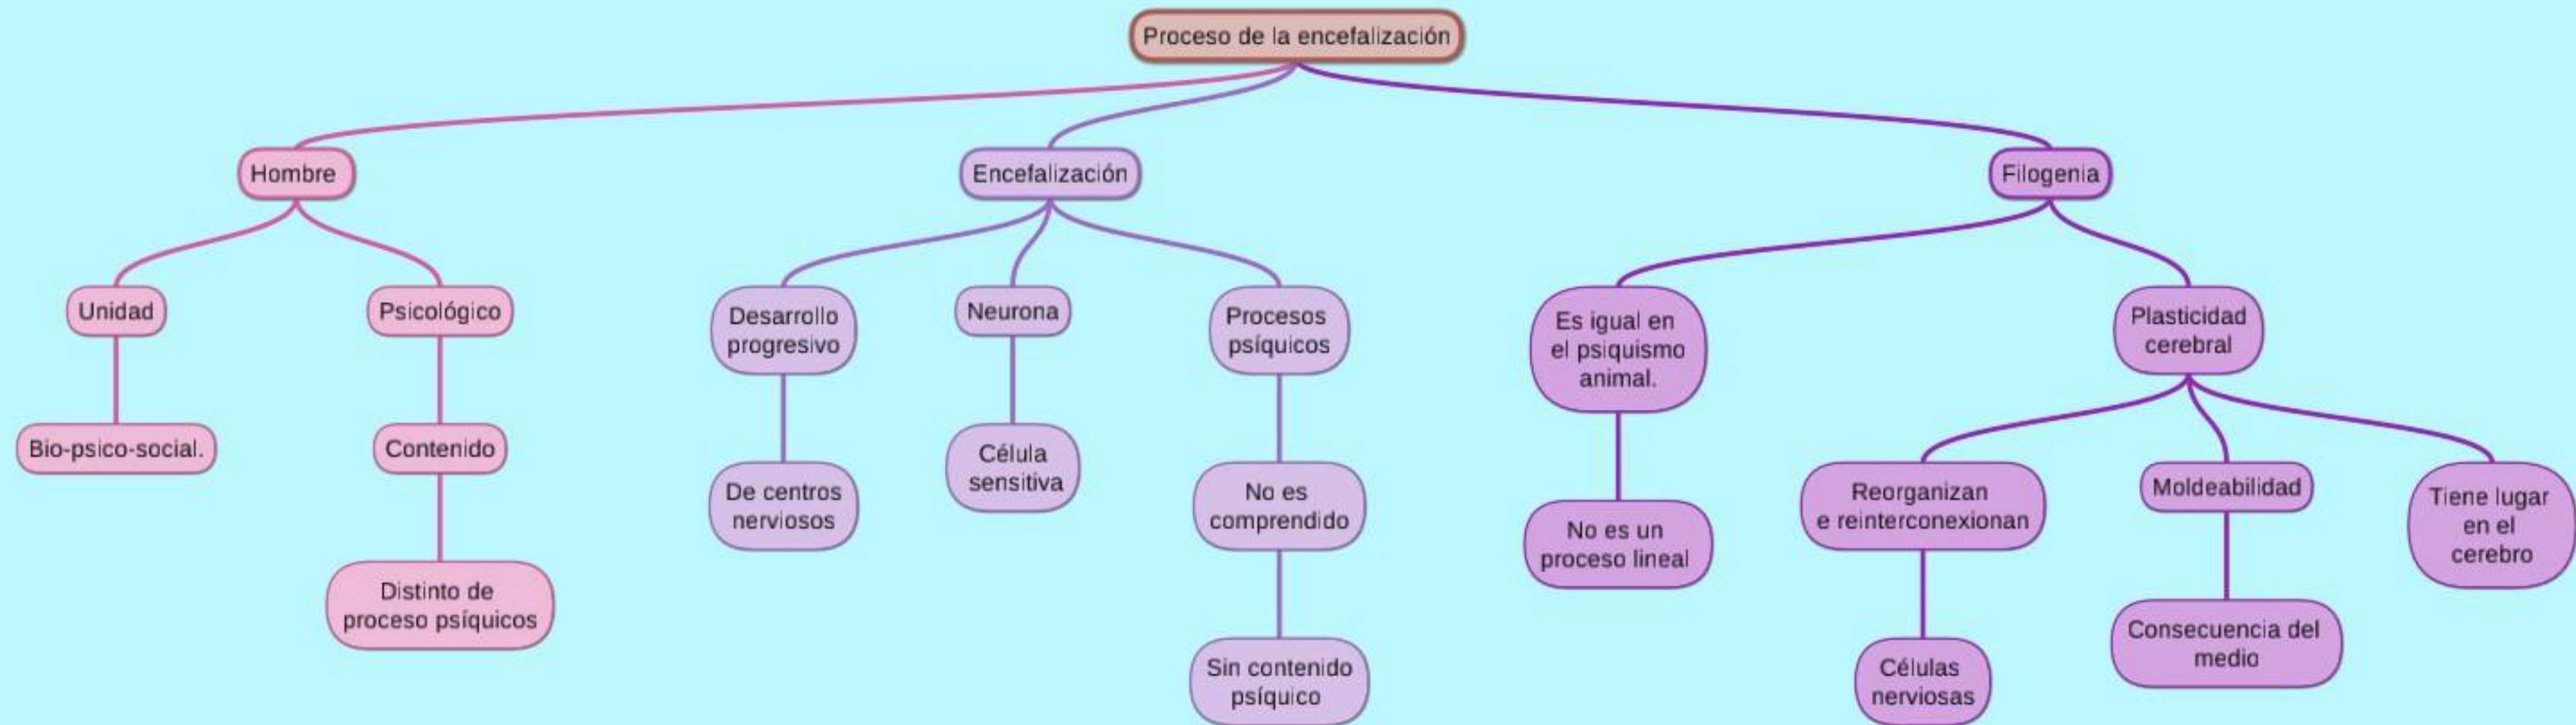 Proceso de la encefalización
Hombre
Encefalización
Filogenia
Unidad
Psicológico
Desarrollo
progresivo
Neurona
Procesos
psíquicos
Es igual en
el psiquismo
animal.
Plasticidad
cerebral
Bio-psico-social.
Contenido
De centros
nerviosos
Célula
sensitiva
No es
comprendido
No es un
proceso lineal
Reorganizan
e reinterconexionan
Moldeabilidad
Tiene lugar
en el
cerebro
Distinto de
proceso psíquicos
Sin contenido
psíquico
Células
nerviosas
Consecuencia del
medio